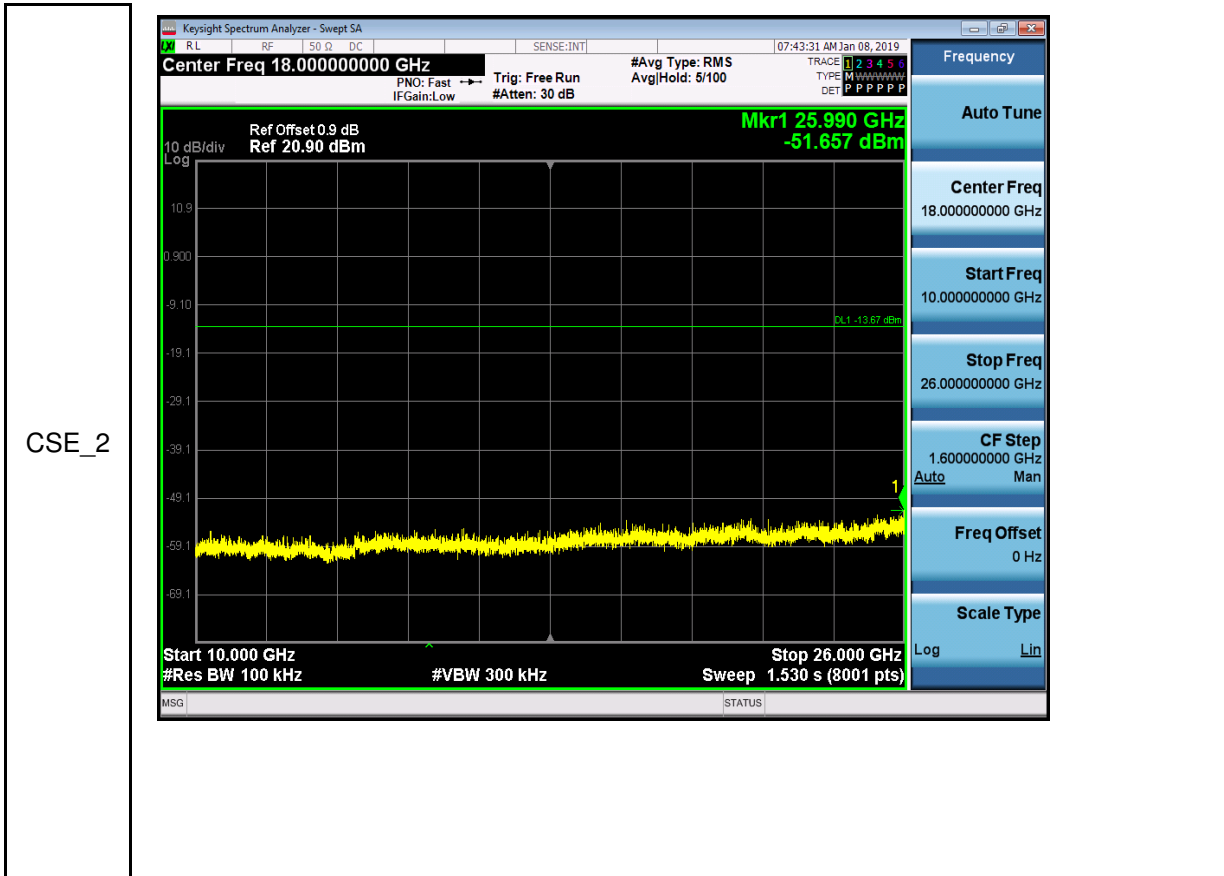 CSE_2
Keysight Spectrum Analyzer - Swept SA
LXI RL RF 50 Ω DC SENSE:INT 07:43:31 AM Jan 08, 2019
Center Freq 18.000000000 GHz
PNO: Fast
IFGain:Low
Trig: Free Run
#Atten: 30 dB
#Avg Type: RMS
Avg|Hold: 5/100
TRACE 1 2 3 4 5 6
TYPE M WWWWW
DET P P P P P P
Ref Offset 0.9 dB
10 dB/div Ref 20.90 dBm
Log
Mkr1 25.990 GHz
-51.657 dBm
10.9
0.900
-9.10
DL1 -13.67 dBm
-19.1
-29.1
-39.1
-49.1
1
-59.1
-69.1
Start 10.000 GHz Stop 26.000 GHz
#Res BW 100 kHz #VBW 300 kHz Sweep 1.530 s (8001 pts)
MSG STATUS
Frequency
Auto Tune
Center Freq
18.000000000 GHz
Start Freq
10.000000000 GHz
Stop Freq
26.000000000 GHz
CF Step
1.600000000 GHz
Auto Man
Freq Offset
0 Hz
Scale Type
Log Lin